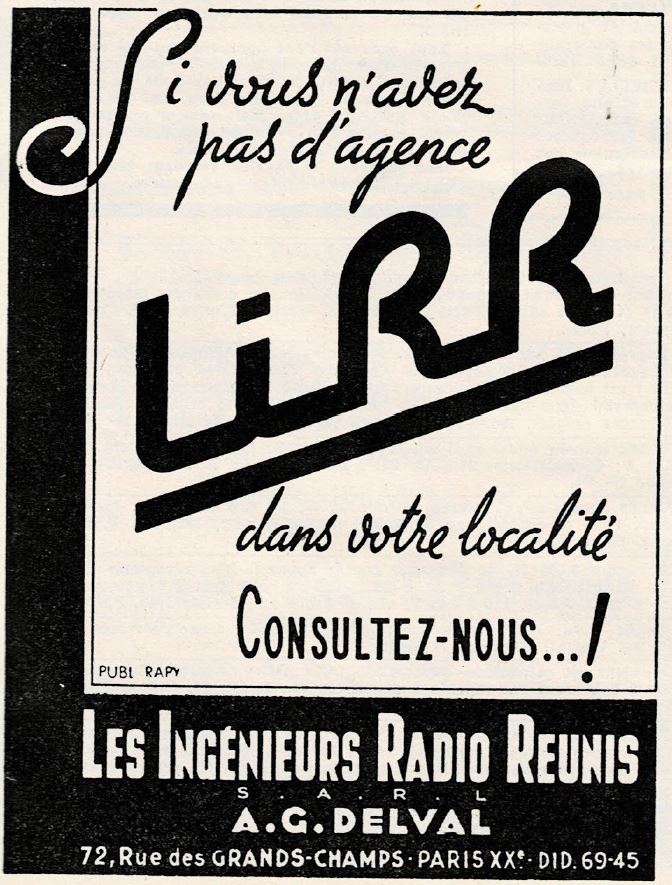 Si vous n'avez
pas d'agence
LiRR
dans votre localité
CONSULTEZ-NOUS...!
PUBL RAPY
LES INGÉNIEURS RADIO REUNIS
S.A.R.L
A.G.DELVAL
72, Rue des GRANDS-CHAMPS · PARIS XXe · DID. 69-45